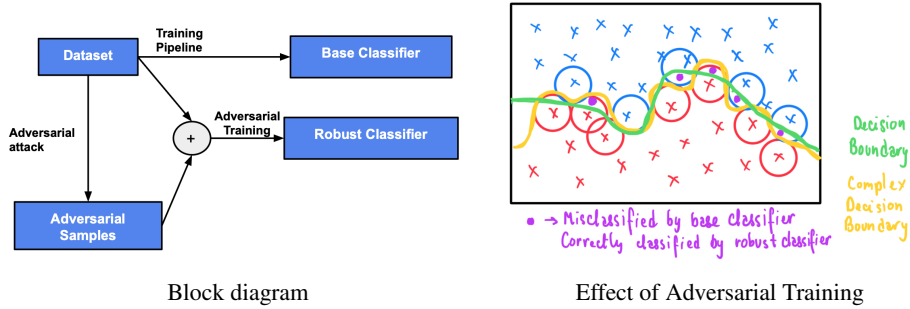 Training
Pipeline
Dataset
Base Classifier
Adversarial
attack
Adversarial
Training
+
Robust Classifier
Adversarial
Samples
Block diagram
Decision
Boundary
Complex
Decision
Boundary
→ Misclassified by base classifier
Correctly classified by robust classifier
Effect of Adversarial Training